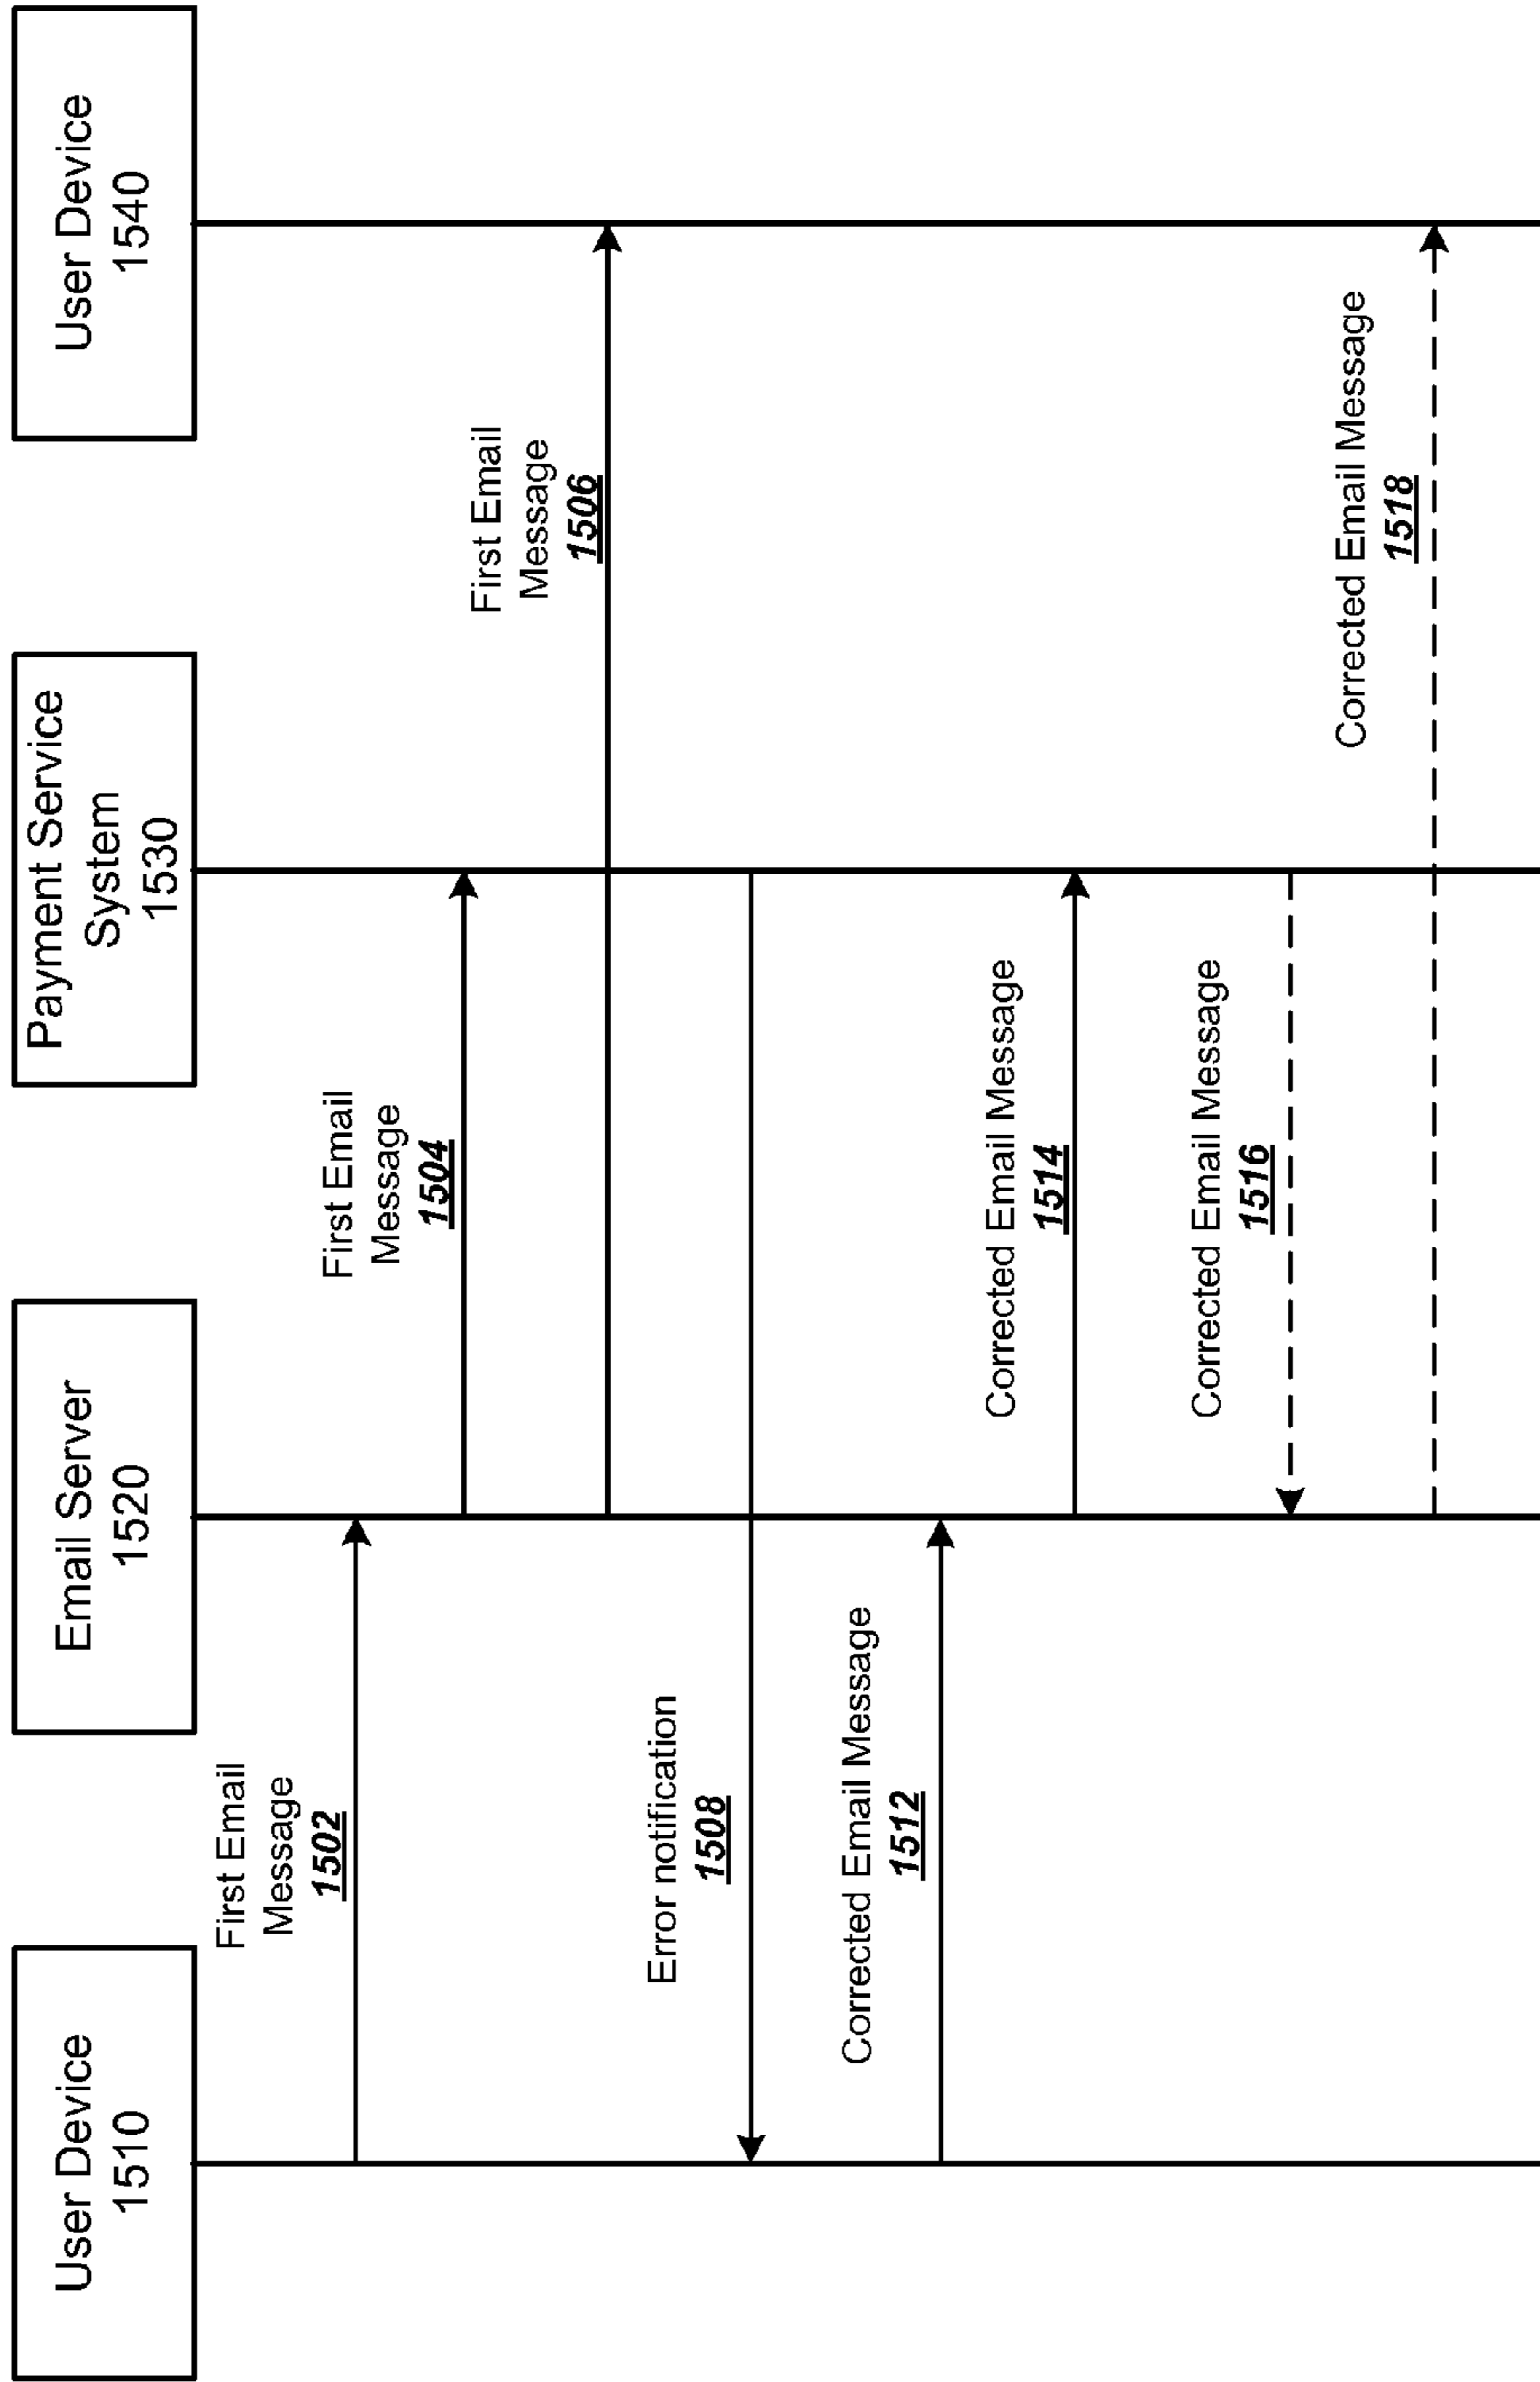 User Device
1510
Email Server
1520
Payment Service
System
1530
User Device
1540
First Email
Message
1502
First Email
Message
1504
First Email
Message
1506
Error notification
1508
Corrected Email Message
1512
Corrected Email Message
1514
Corrected Email Message
1516
Corrected Email Message
1518